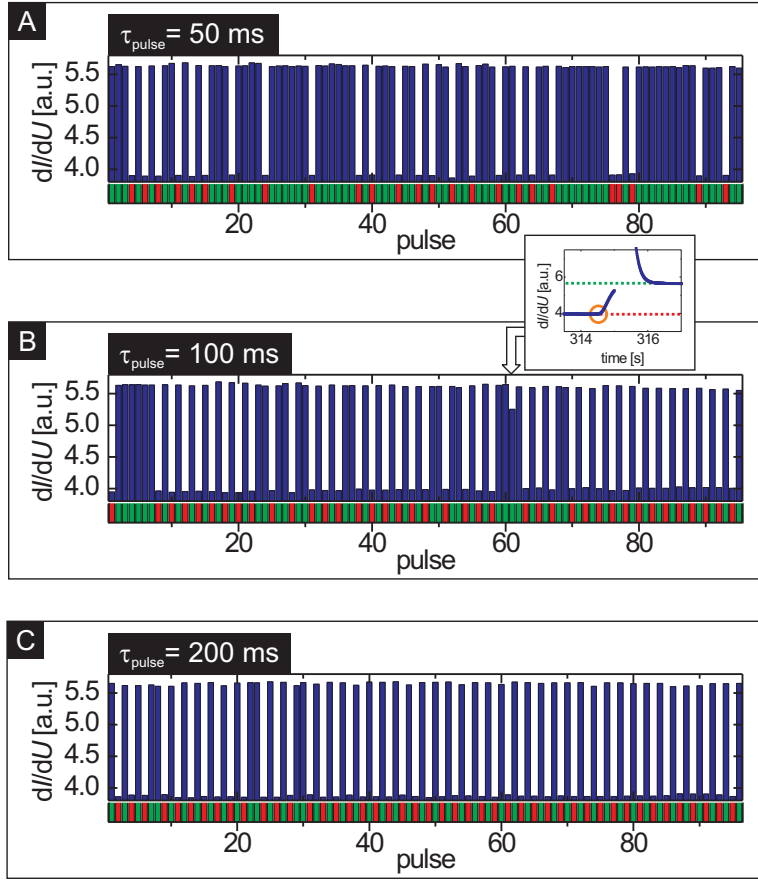 A
τpulse= 50 ms
dI/dU [a.u.]
5.5
5.0
4.5
4.0
20 40 60 80
pulse
dI/dU [a.u.]
6
4
314 316
time [s]
B
τpulse= 100 ms
dI/dU [a.u.]
5.5
5.0
4.5
4.0
20 40 60 80
pulse
C
τpulse= 200 ms
dI/dU [a.u.]
5.5
5.0
4.5
4.0
20 40 60 80
pulse